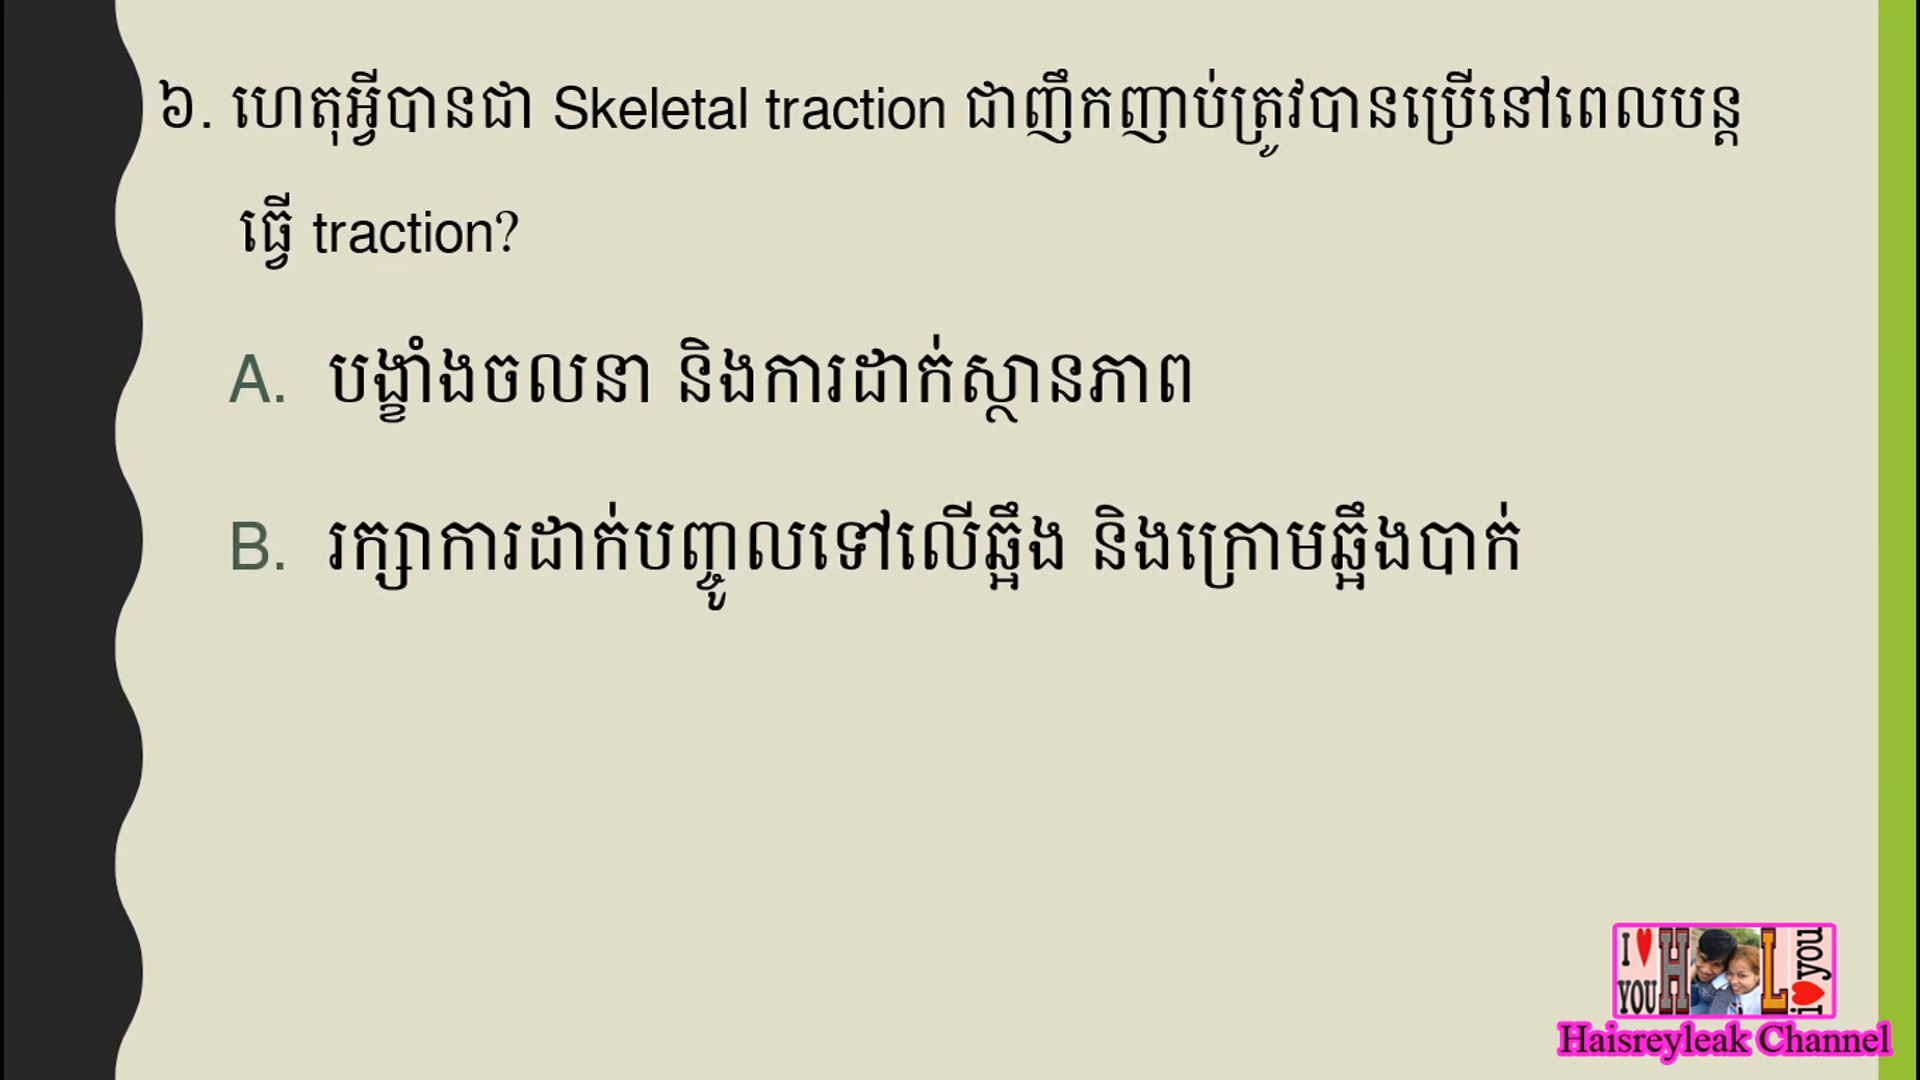 ៦. ហេតុអ្វីបានជា Skeletal traction ជាញឹកញាប់ត្រូវបានប្រើនៅពេលបន្ត
ធ្វើ traction?
A. បង្ខាំងចលនា និងការដាក់ស្ថានភាព
B. រក្សាការដាក់បញ្ចូលទៅលើឆ្អឹង និងក្រោមឆ្អឹងបាក់
I ♥ YOU H L i ♥ you
Haisreyleak Channel